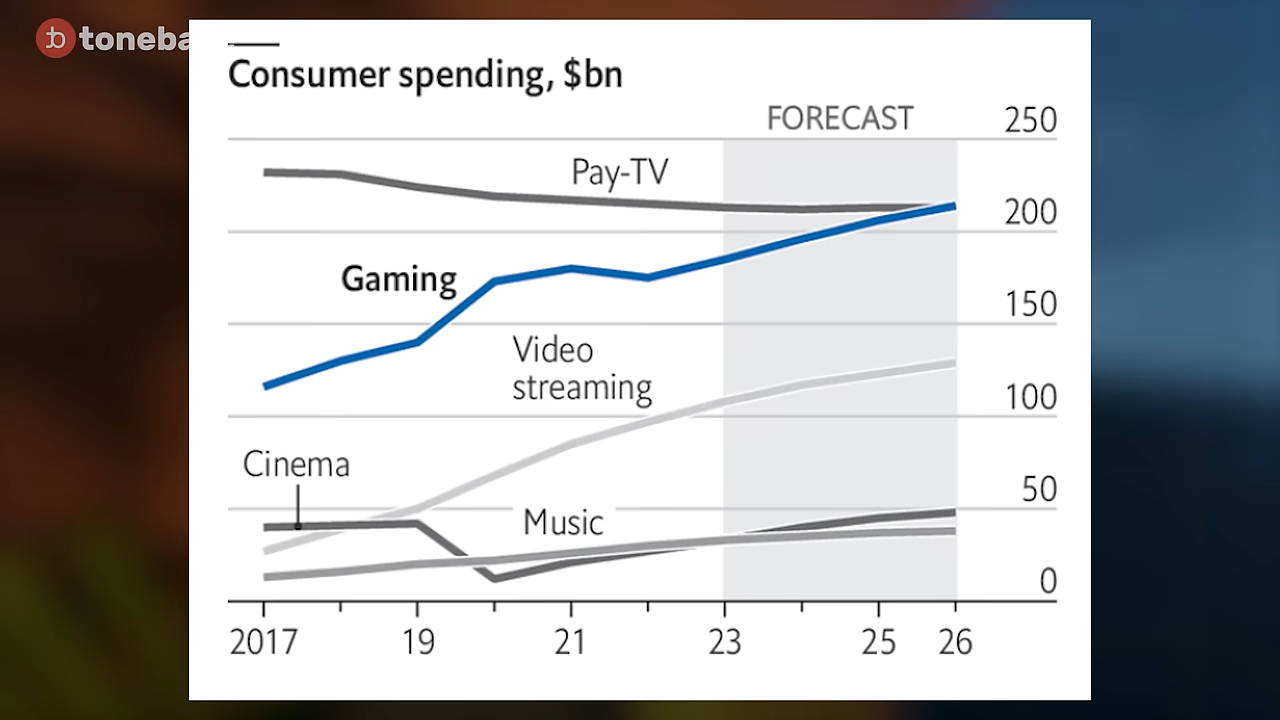 toneba
Consumer spending, $bn
FORECAST
250
Pay-TV
200
Gaming
150
Video
streaming
100
Cinema
50
Music
0
2017 19 21 23 25 26